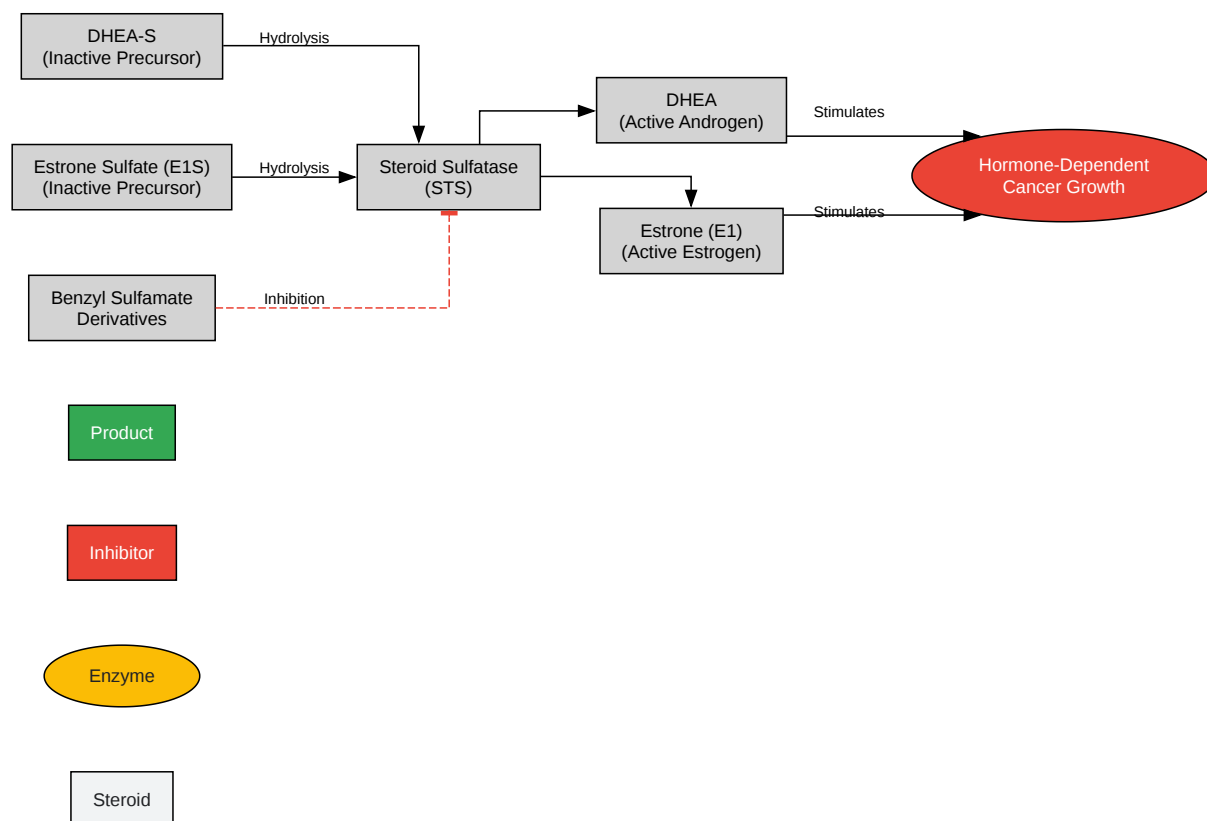 DHEA-S
(Inactive Precursor)
Hydrolysis
Estrone Sulfate (E1S)
(Inactive Precursor)
Hydrolysis
Steroid Sulfatase
(STS)
DHEA
(Active Androgen)
Stimulates
Estrone (E1)
(Active Estrogen)
Stimulates
Hormone-Dependent
Cancer Growth
Benzyl Sulfamate
Derivatives
Inhibition
Product
Inhibitor
Enzyme
Steroid